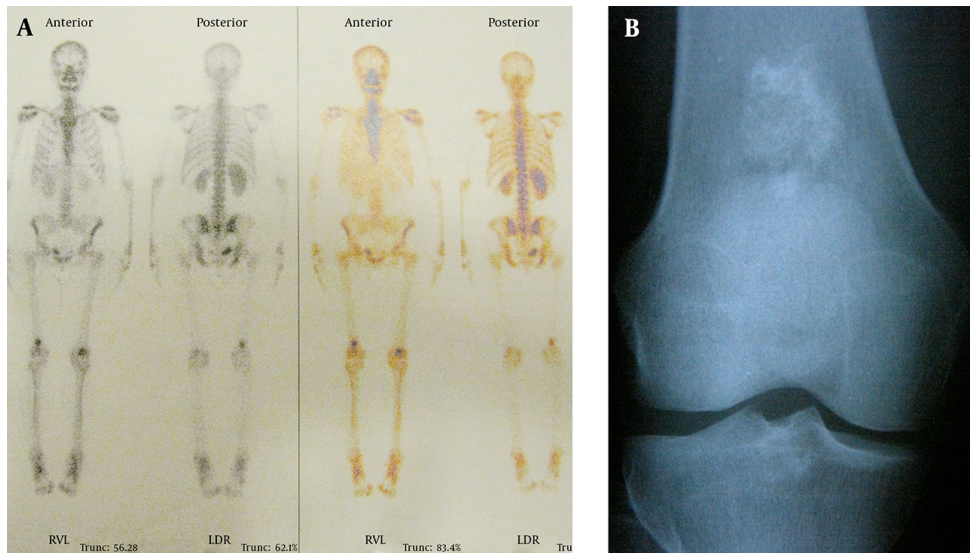 A
Anterior
Posterior
Anterior
Posterior
RVL
Trunc: 56.28
LDR
Trunc: 62.1%
RVL
Trunc: 83.4%
LDR
Tru
B